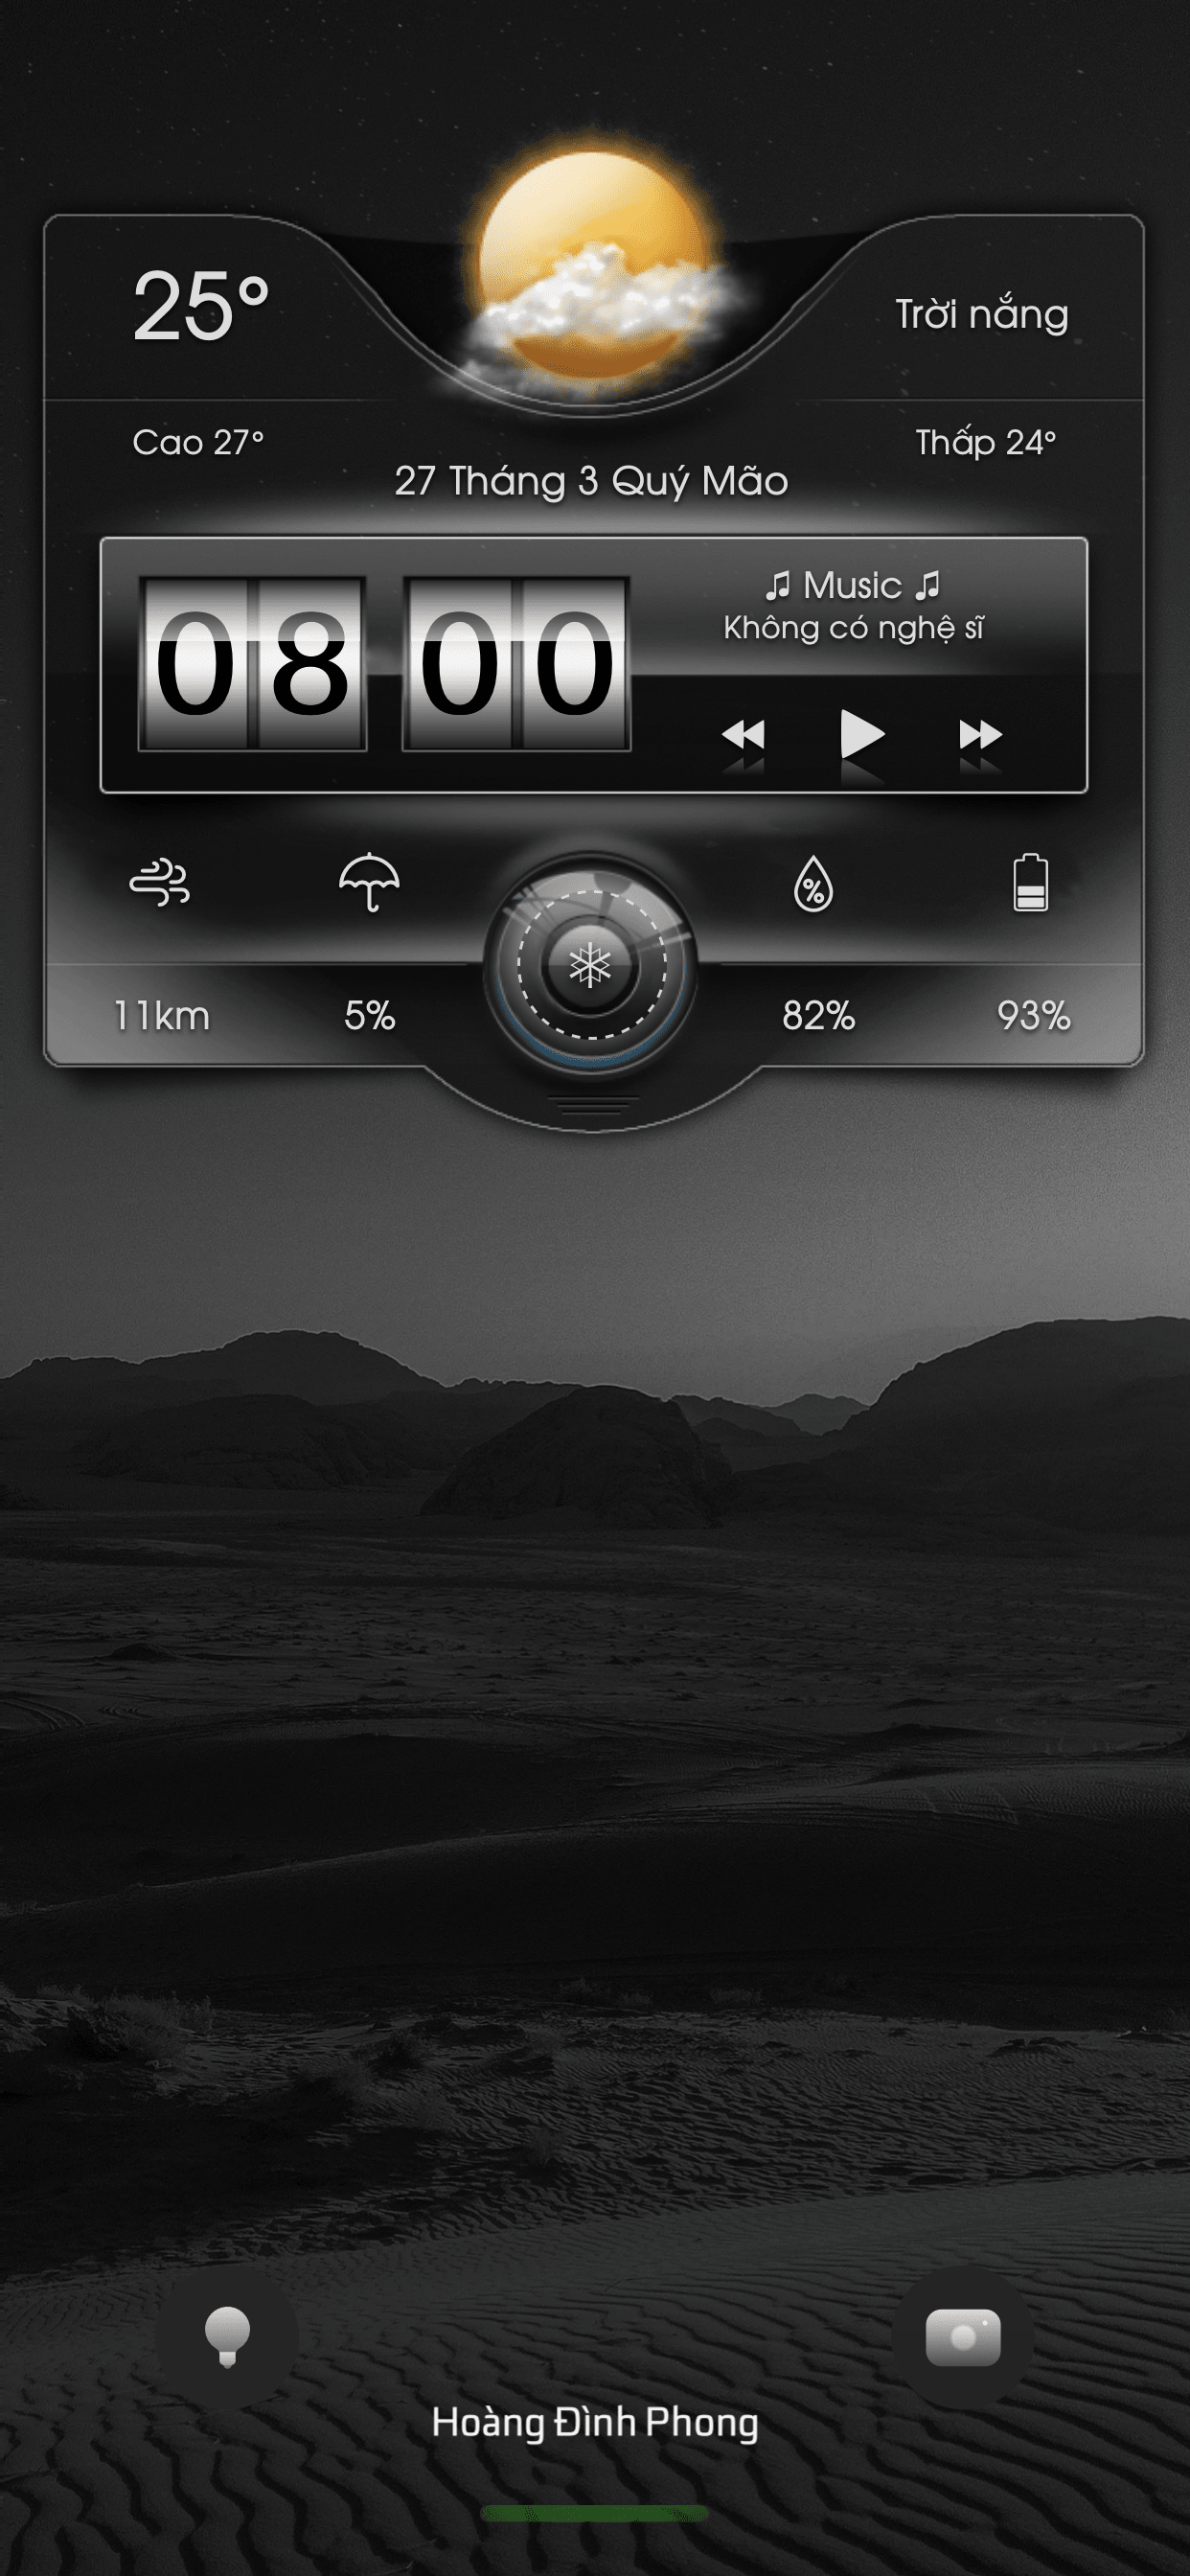 25°
Trời nắng
Cao 27°
Thấp 24°
27 Tháng 3 Quý Mão
08 00
♫ Music ♫
Không có nghệ sĩ
%
11km
5%
82%
93%
Hoàng Đình Phong